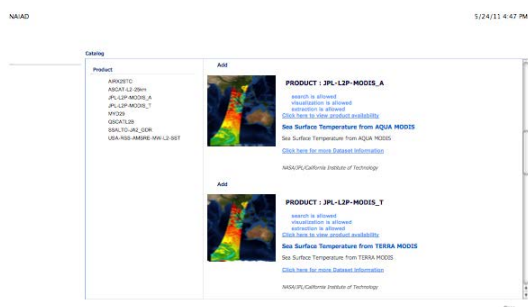 NAIAD
5/24/11 4:47 PM
Catalog
Product
AIRX2STC
ASCAT-L2-25km
JPL-L2P-MODIS_A
JPL-L2P-MODIS_T
MYD29
QSCATL2B
SSALTO-JA2_GDR
USA-RSS-AMSRE-MW-L2-SST
Add
PRODUCT : JPL-L2P-MODIS_A
search is allowed
visualization is allowed
extraction is allowed
Click here to view product availability
Sea Surface Temperature from AQUA MODIS
Sea Surface Temperature from AQUA MODIS
Click here for more Dataset Information
NASA/JPL/California Institute of Technology
Add
PRODUCT : JPL-L2P-MODIS_T
search is allowed
visualization is allowed
extraction is allowed
Click here to view product availability
Sea Surface Temperature from TERRA MODIS
Sea Surface Temperature from TERRA MODIS
Click here for more Dataset Information
NASA/JPL/California Institute of Technology